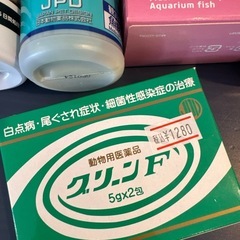 JPD
Aquarium fish
白点病・尾ぐされ症状・細菌性感染症の治療
動物用医薬品
グリーンF
5g×2包
税込¥1280